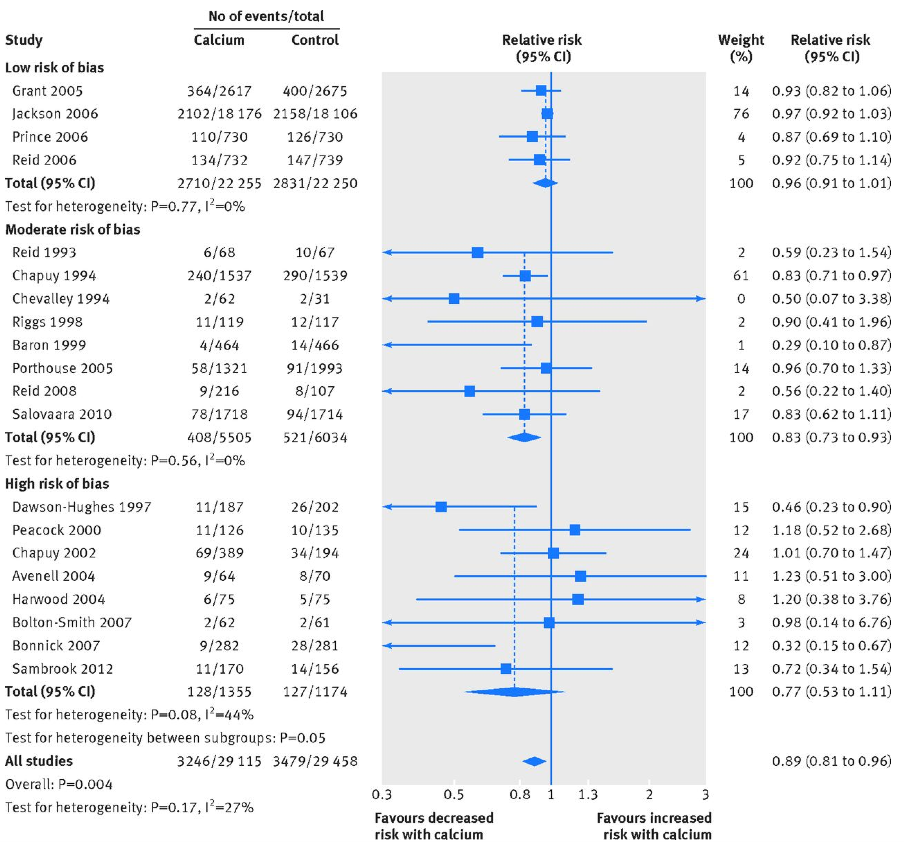 No of events/total
Study Calcium Control Relative risk (95% CI) Weight (%) Relative risk (95% CI)
Low risk of bias
Grant 2005 364/2617 400/2675 14 0.93 (0.82 to 1.06)
Jackson 2006 2102/18 176 2158/18 106 76 0.97 (0.92 to 1.03)
Prince 2006 110/730 126/730 4 0.87 (0.69 to 1.10)
Reid 2006 134/732 147/739 5 0.92 (0.75 to 1.14)
Total (95% CI) 2710/22 255 2831/22 250 100 0.96 (0.91 to 1.01)
Test for heterogeneity: P=0.77, I²=0%
Moderate risk of bias
Reid 1993 6/68 10/67 2 0.59 (0.23 to 1.54)
Chapuy 1994 240/1537 290/1539 61 0.83 (0.71 to 0.97)
Chevalley 1994 2/62 2/31 0 0.50 (0.07 to 3.38)
Riggs 1998 11/119 12/117 2 0.90 (0.41 to 1.96)
Baron 1999 4/464 14/466 1 0.29 (0.10 to 0.87)
Porthouse 2005 58/1321 91/1993 14 0.96 (0.70 to 1.33)
Reid 2008 9/216 8/107 2 0.56 (0.22 to 1.40)
Salovaara 2010 78/1718 94/1714 17 0.83 (0.62 to 1.11)
Total (95% CI) 408/5505 521/6034 100 0.83 (0.73 to 0.93)
Test for heterogeneity: P=0.56, I²=0%
High risk of bias
Dawson-Hughes 1997 11/187 26/202 15 0.46 (0.23 to 0.90)
Peacock 2000 11/126 10/135 12 1.18 (0.52 to 2.68)
Chapuy 2002 69/389 34/194 24 1.01 (0.70 to 1.47)
Avenell 2004 9/64 8/70 11 1.23 (0.51 to 3.00)
Harwood 2004 6/75 5/75 8 1.20 (0.38 to 3.76)
Bolton-Smith 2007 2/62 2/61 3 0.98 (0.14 to 6.76)
Bonnick 2007 9/282 28/281 12 0.32 (0.15 to 0.67)
Sambrook 2012 11/170 14/156 13 0.72 (0.34 to 1.54)
Total (95% CI) 128/1355 127/1174 100 0.77 (0.53 to 1.11)
Test for heterogeneity: P=0.08, I²=44%
Test for heterogeneity between subgroups: P=0.05
All studies 3246/29 115 3479/29 458 0.89 (0.81 to 0.96)
Overall: P=0.004
Test for heterogeneity: P=0.17, I²=27%
0.3 0.5 0.8 1 1.3 2 3
Favours decreased risk with calcium
Favours increased risk with calcium